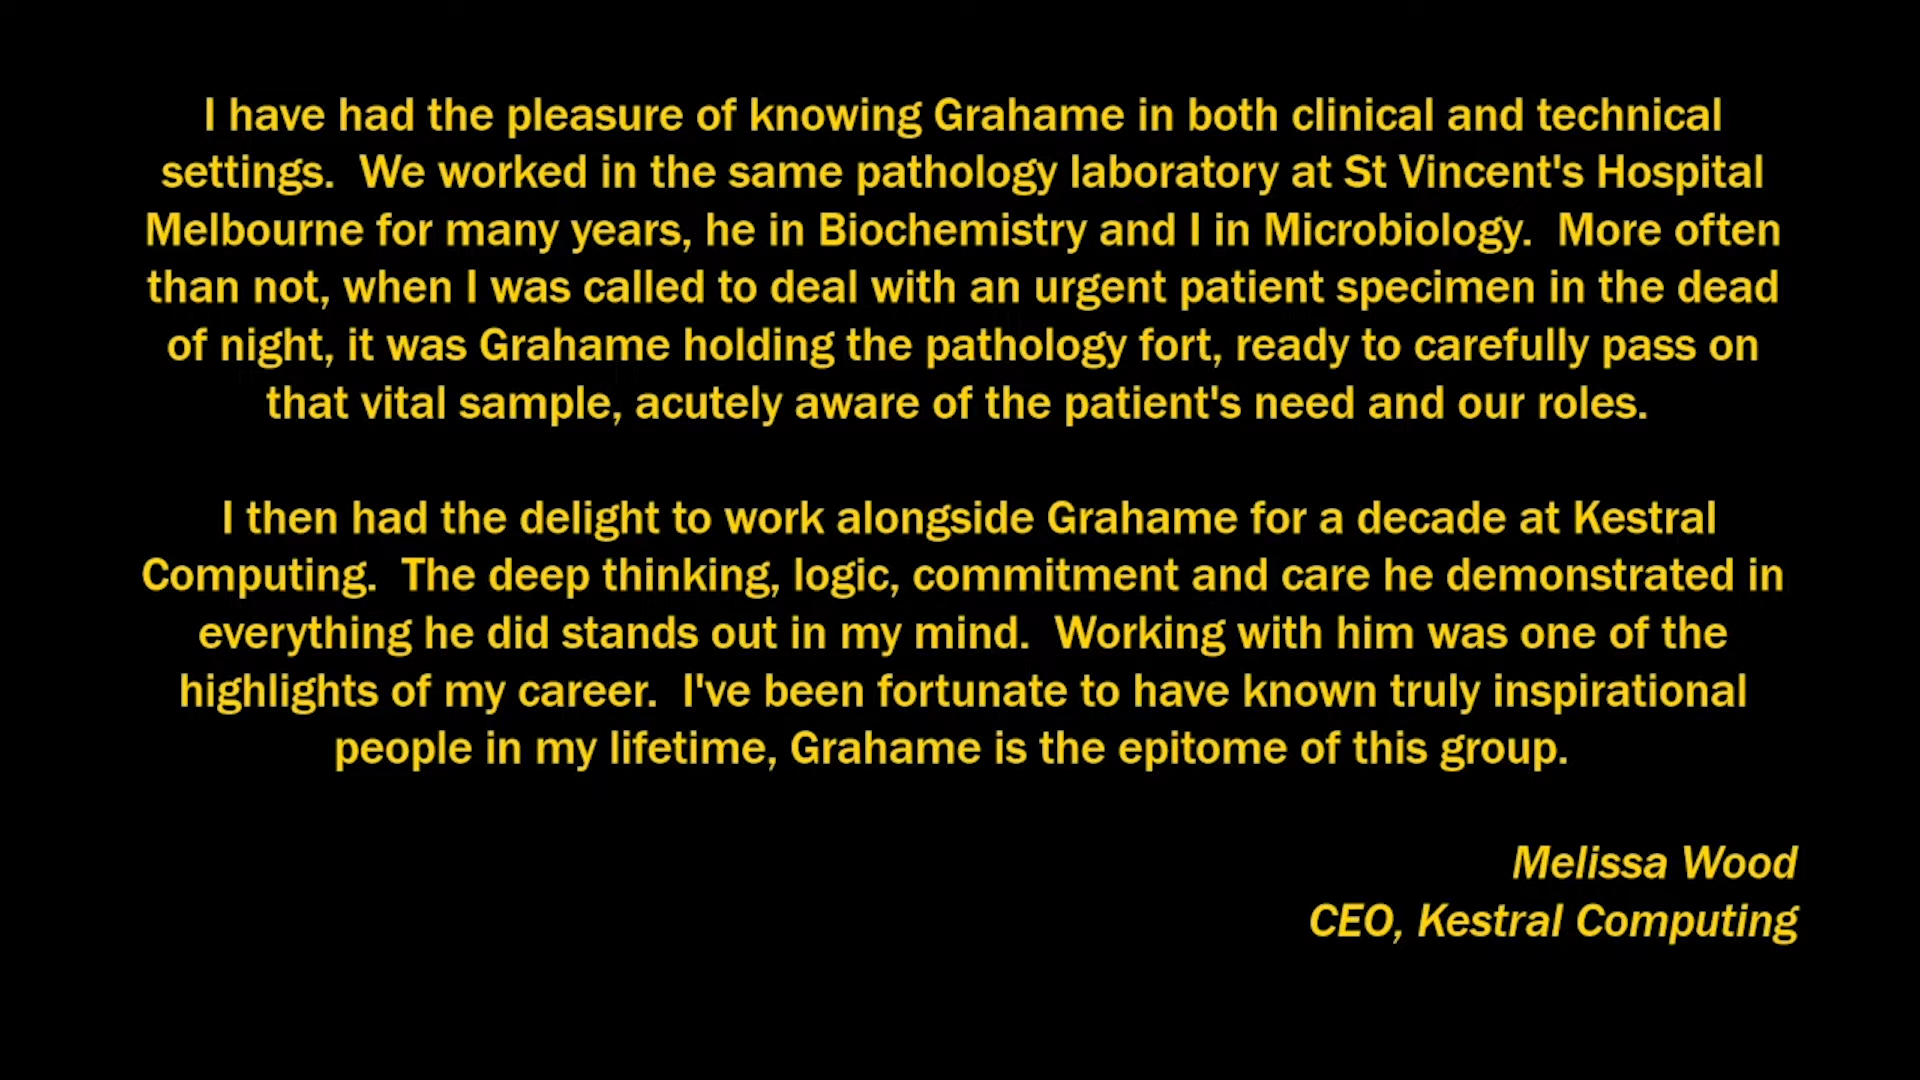 I have had the pleasure of knowing Grahame in both clinical and technical
settings.  We worked in the same pathology laboratory at St Vincent's Hospital
Melbourne for many years, he in Biochemistry and I in Microbiology.  More often
than not, when I was called to deal with an urgent patient specimen in the dead
of night, it was Grahame holding the pathology fort, ready to carefully pass on
that vital sample, acutely aware of the patient's need and our roles.
I then had the delight to work alongside Grahame for a decade at Kestral
Computing.  The deep thinking, logic, commitment and care he demonstrated in
everything he did stands out in my mind.  Working with him was one of the
highlights of my career.  I've been fortunate to have known truly inspirational
people in my lifetime, Grahame is the epitome of this group.
Melissa Wood
CEO, Kestral Computing